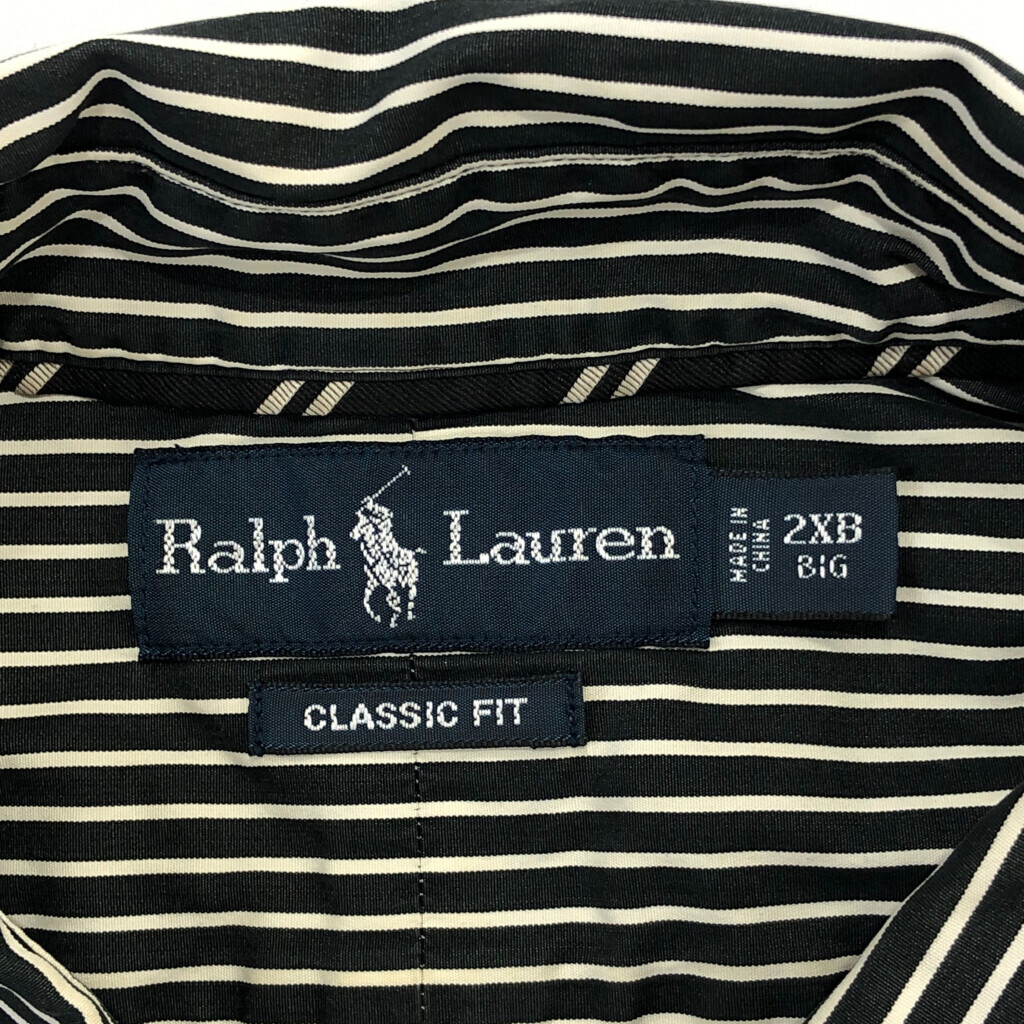 Ralph Lauren
MADE IN
CHINA
2XB
BIG
CLASSIC FIT